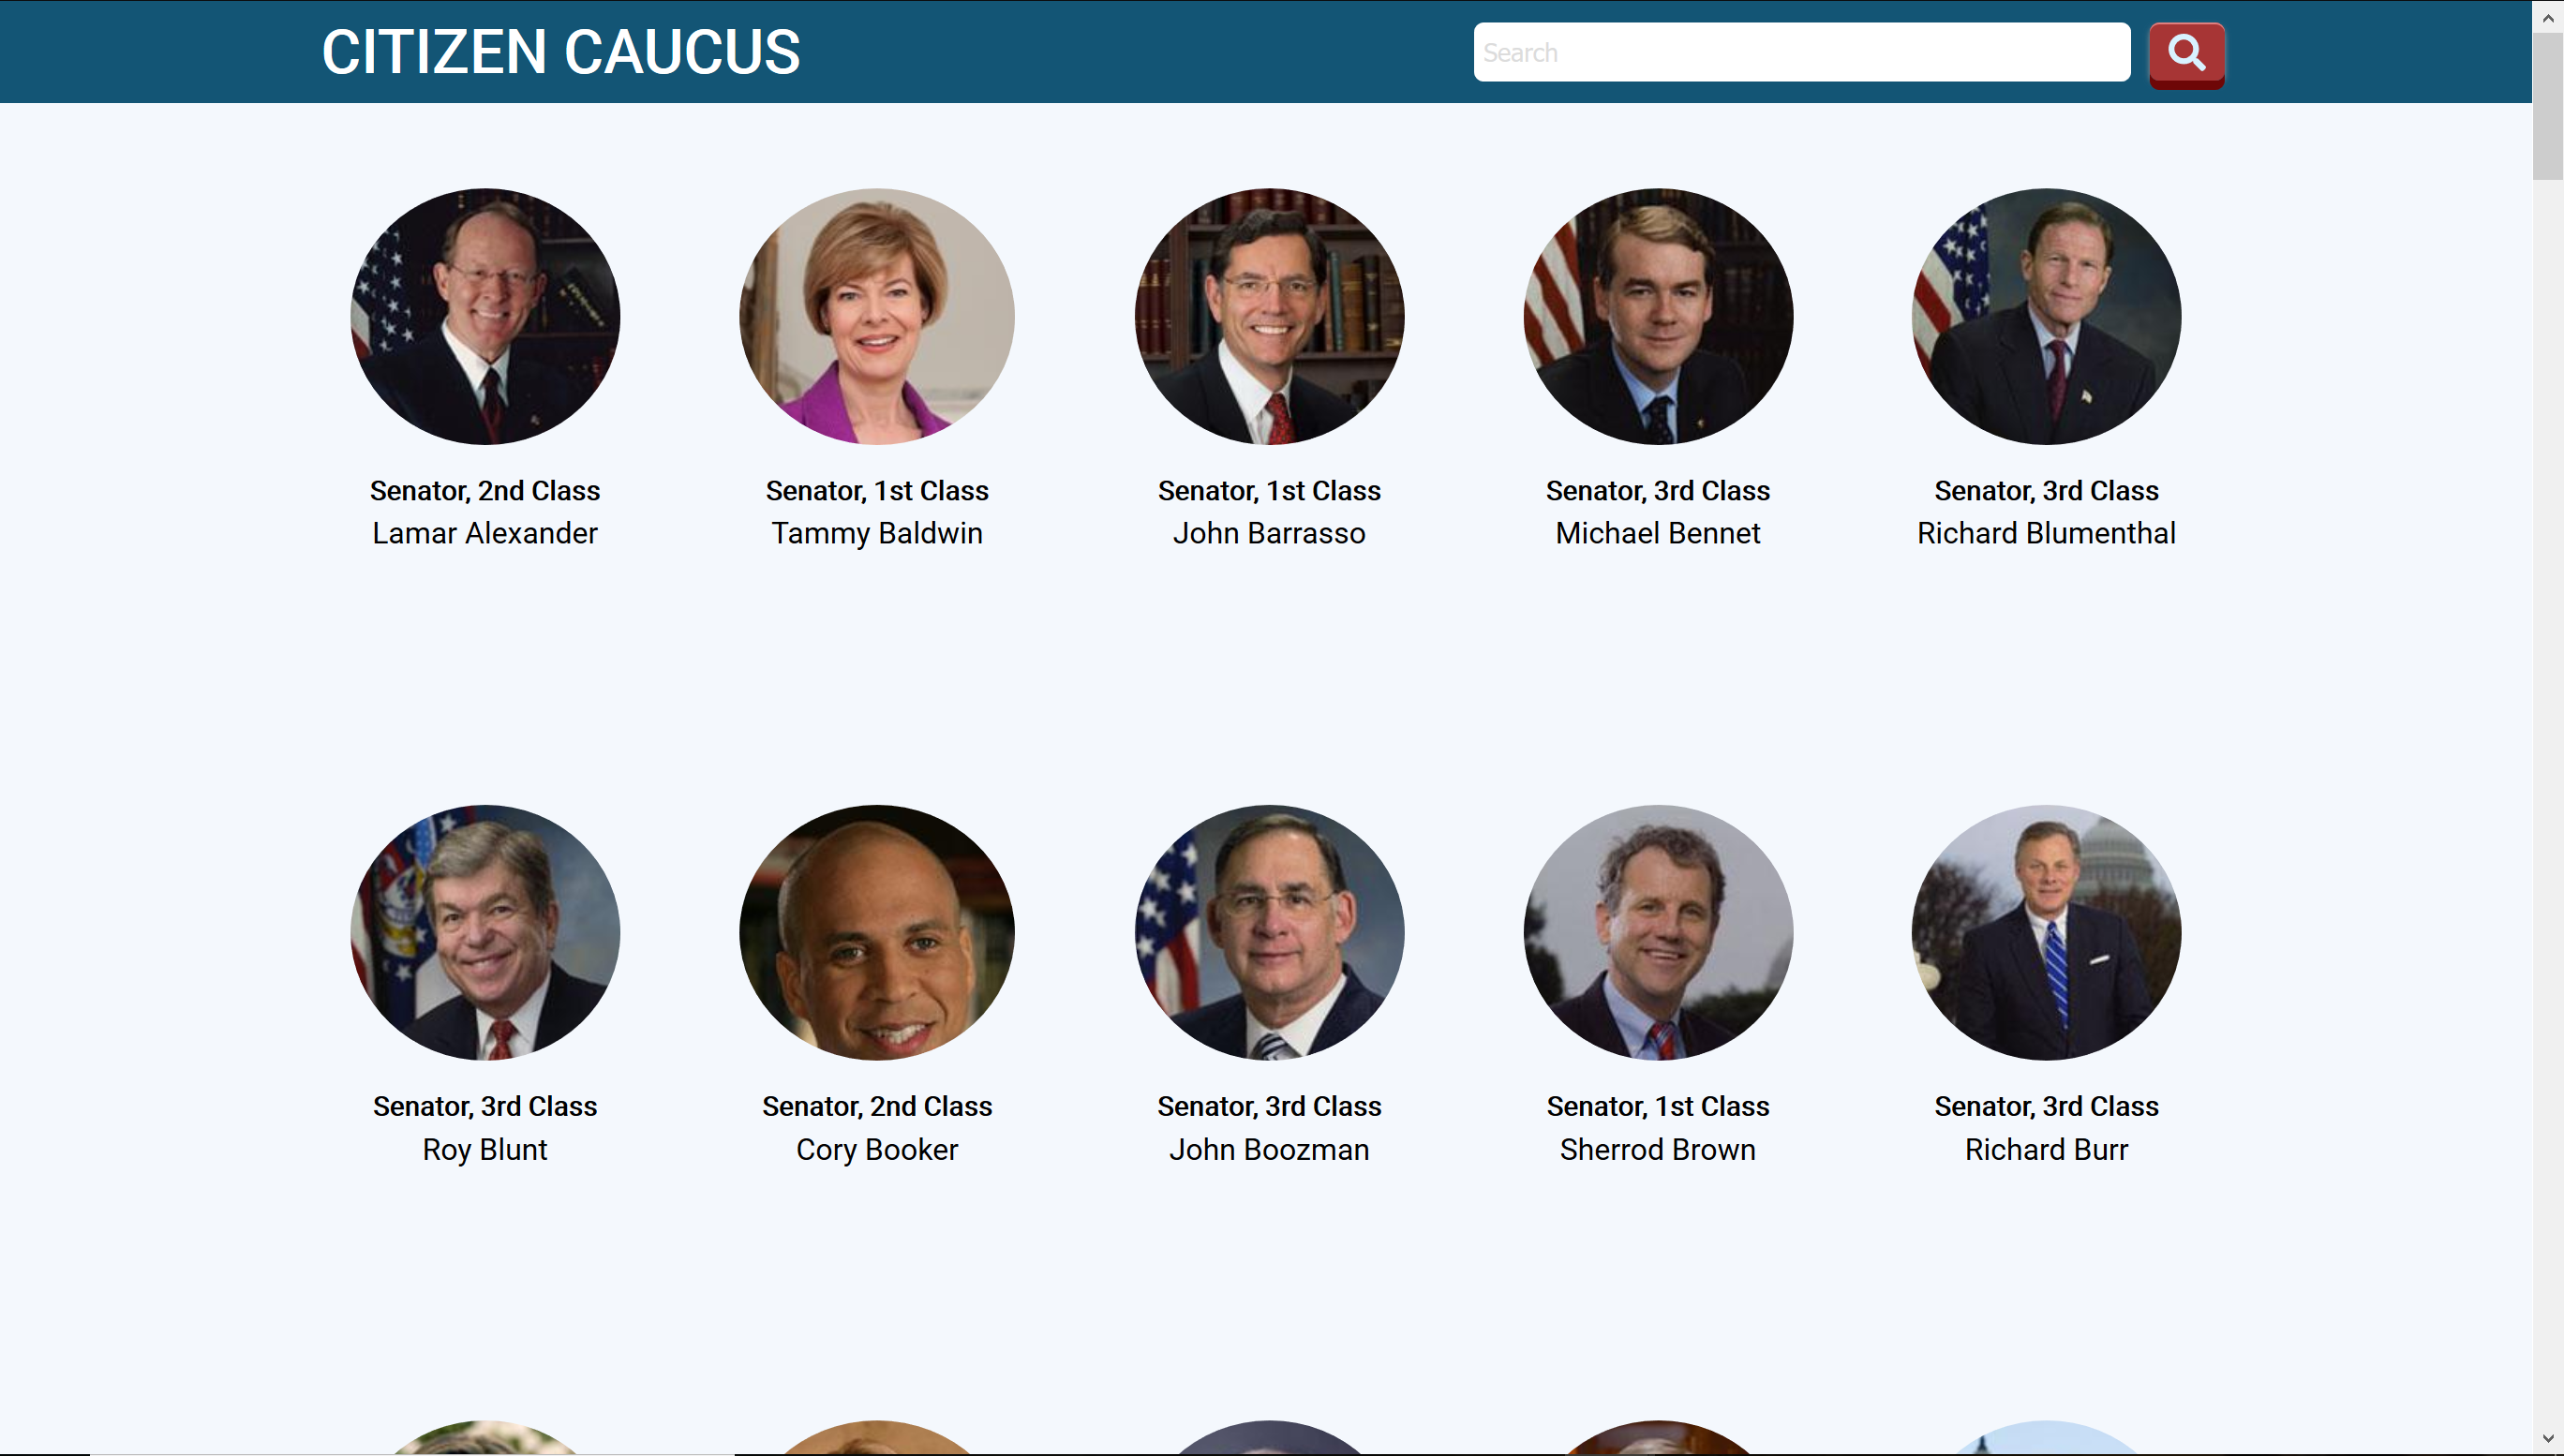 CITIZEN CAUCUS
Search
Senator, 2nd Class
Lamar Alexander
Senator, 1st Class
Tammy Baldwin
Senator, 1st Class
John Barrasso
Senator, 3rd Class
Michael Bennet
Senator, 3rd Class
Richard Blumenthal
Senator, 3rd Class
Roy Blunt
Senator, 2nd Class
Cory Booker
Senator, 3rd Class
John Boozman
Senator, 1st Class
Sherrod Brown
Senator, 3rd Class
Richard Burr